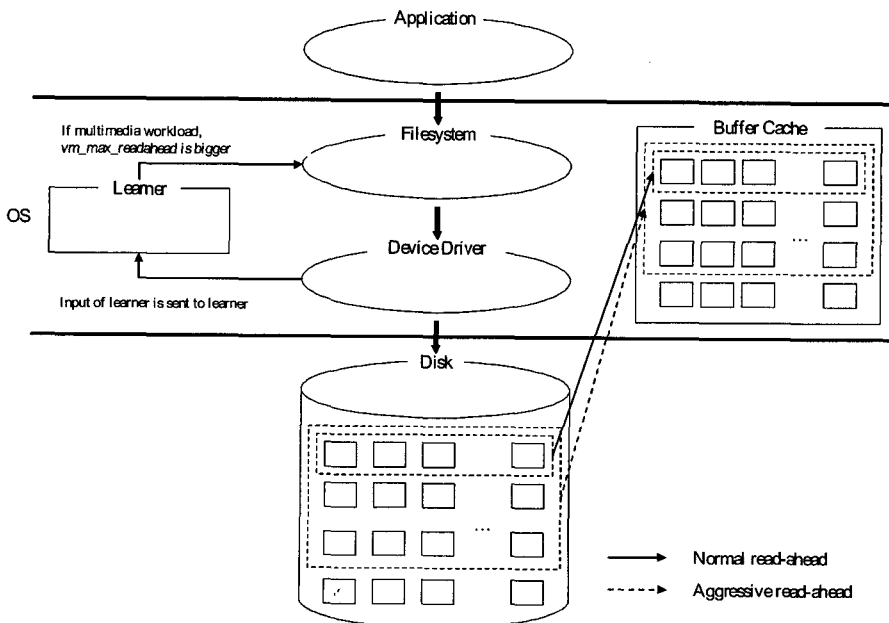 Application
If multimedia workload,
vm_max_readahead is bigger
Filesystem
Buffer Cache
Learner
OS
...
Device Driver
Input of learner is sent to learner
Disk
...
Normal read-ahead
Aggressive read-ahead